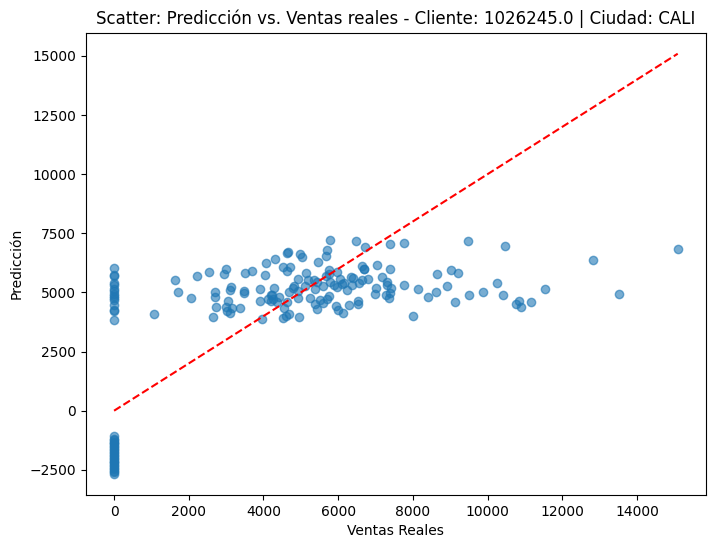 Scatter: Predicción vs. Ventas reales - Cliente: 1026245.0 | Ciudad: CALI
15000
12500
10000
7500
5000
2500
0
−2500
Predicción
0 2000 4000 6000 8000 10000 12000 14000
Ventas Reales